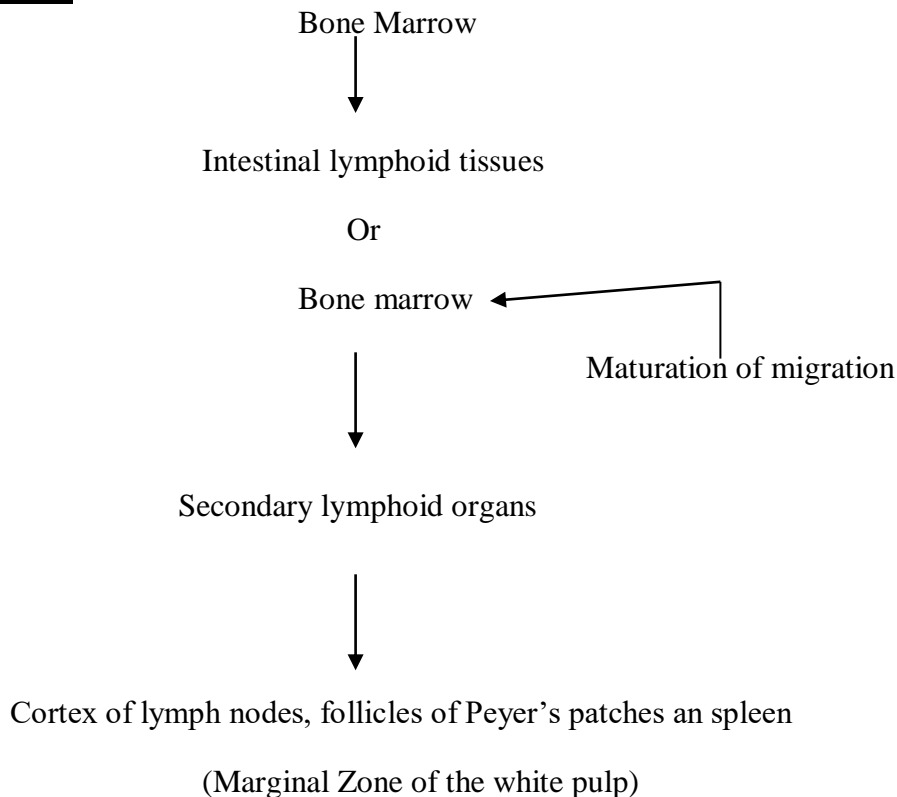 Bone Marrow
Intestinal lymphoid tissues
Or
Bone marrow
Maturation of migration
Secondary lymphoid organs
Cortex of lymph nodes, follicles of Peyer’s patches an spleen
(Marginal Zone of the white pulp)